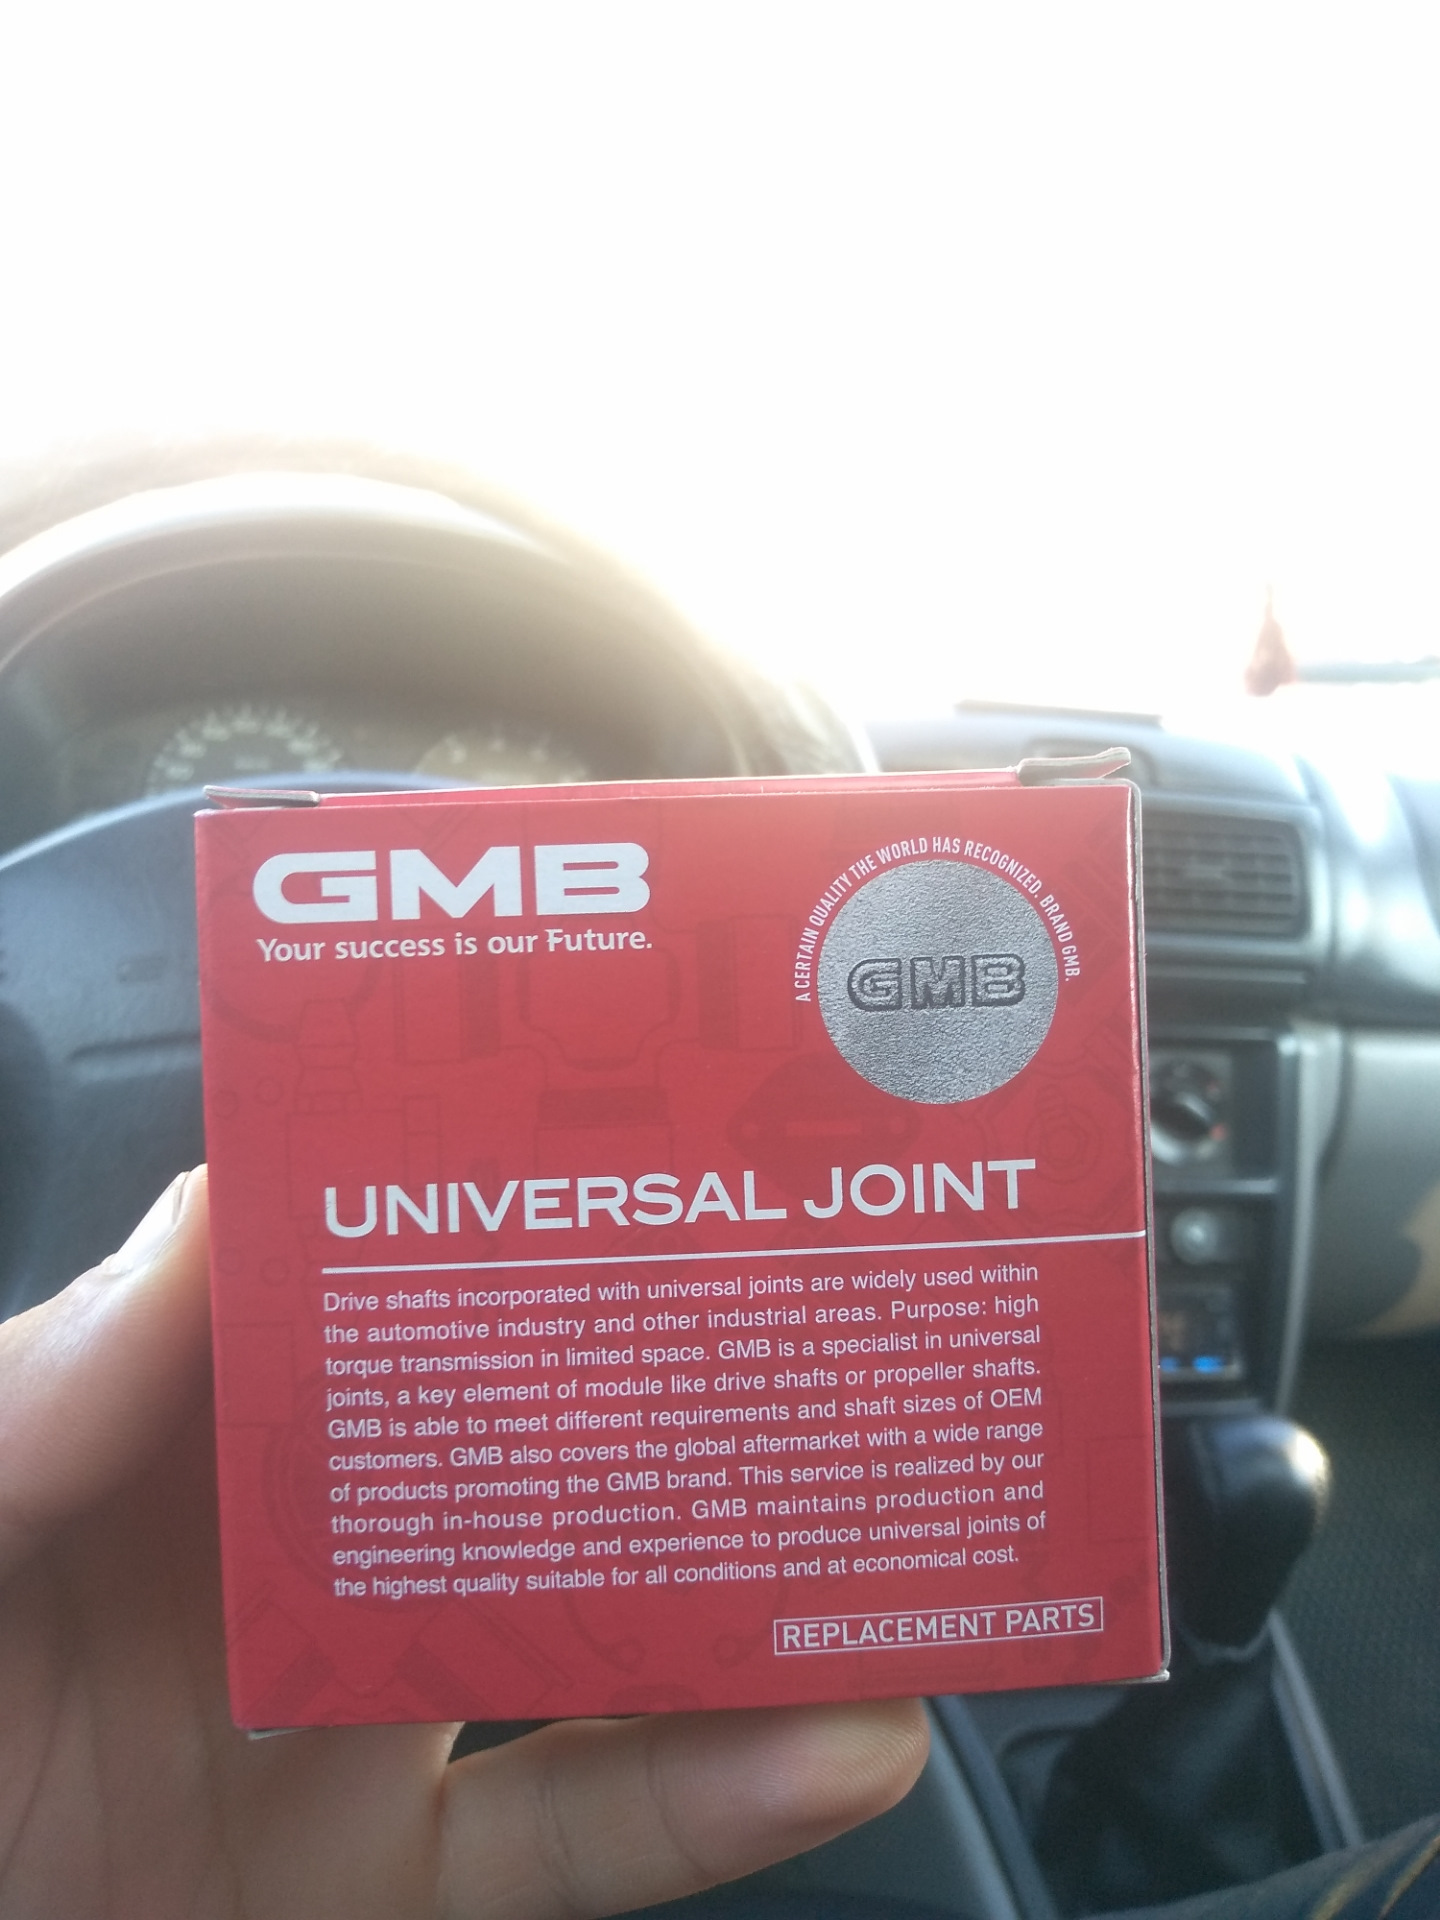 GMB
Your success is our Future.
A CERTAIN QUALITY THE WORLD HAS RECOGNIZED. BRAND GMB.
GMB
UNIVERSAL JOINT
Drive shafts incorporated with universal joints are widely used within
the automotive industry and other industrial areas. Purpose: high
torque transmission in limited space. GMB is a specialist in universal
joints, a key element of module like drive shafts or propeller shafts.
GMB is able to meet different requirements and shaft sizes of OEM
customers. GMB also covers the global aftermarket with a wide range
of products promoting the GMB brand. This service is realized by our
thorough in-house production. GMB maintains production and
engineering knowledge and experience to produce universal joints of
the highest quality suitable for all conditions and at economical cost.
REPLACEMENT PARTS